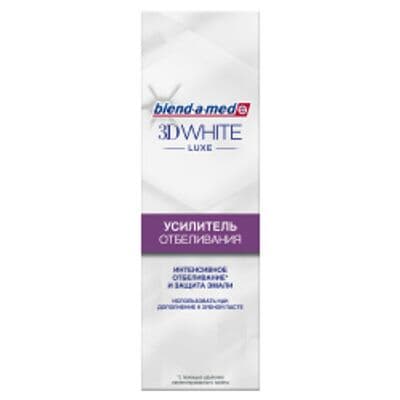 blend-a-med
3D WHITE
LUXE
УСИЛИТЕЛЬ
ОТБЕЛИВАНИЯ
ИНТЕНСИВНОЕ
ОТБЕЛИВАНИЕ*
И ЗАЩИТА ЭМАЛИ
ИСПОЛЬЗОВАТЬ КАК
ДОПОЛНЕНИЕ К ЗУБНОЙ ПАСТЕ